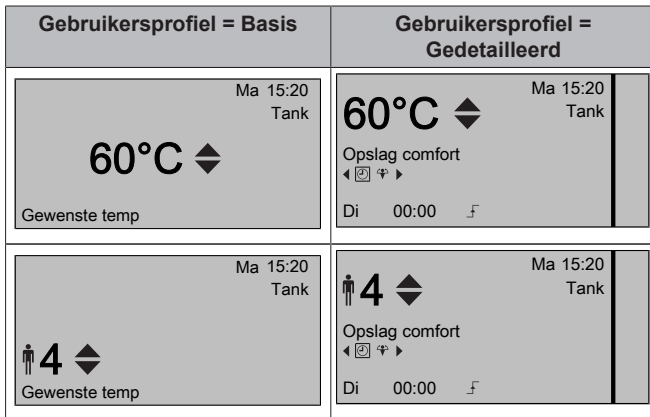 Gebruikersprofiel = Basis
Gebruikersprofiel =
Gedetailleerd
Ma 15:20
Tank
60°C
Gewenste temp
Ma 15:20
60°C
Tank
Opslag comfort
Di 00:00
Ma 15:20
Tank
4
Gewenste temp
Ma 15:20
4
Tank
Opslag comfort
Di 00:00